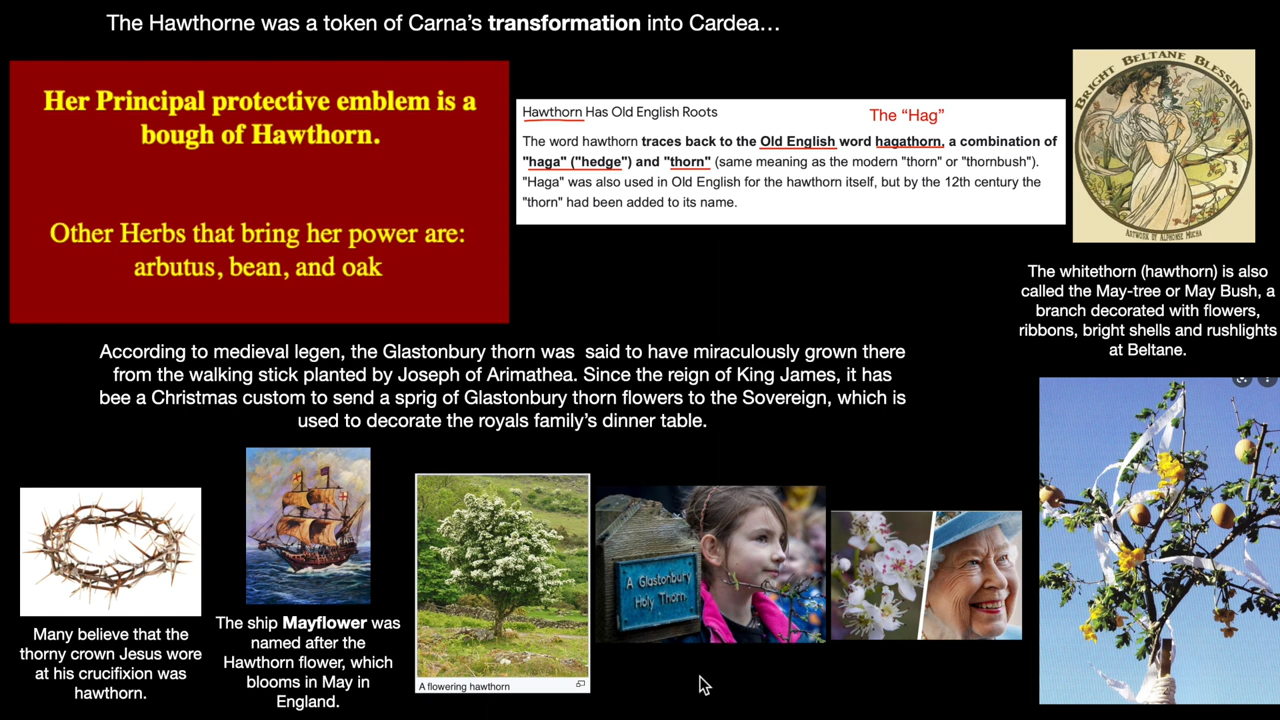 The Hawthorne was a token of Carna's transformation into Cardea…
Her Principal protective emblem is a
bough of Hawthorn.
Other Herbs that bring her power are:
arbutus, bean, and oak
Hawthorn Has Old English Roots
The "Hag"
The word hawthorn traces back to the Old English word hagathorn, a combination of
"haga" ("hedge") and "thorn" (same meaning as the modern "thorn" or "thornbush").
"Haga" was also used in Old English for the hawthorn itself, but by the 12th century the
"thorn" had been added to its name.
BRIGHT BELTANE BLESSINGS
ARTWORK BY ALPHONSE MUCHA
The whitethorn (hawthorn) is also
called the May-tree or May Bush, a
branch decorated with flowers,
ribbons, bright shells and rushlights
at Beltane.
According to medieval legen, the Glastonbury thorn was said to have miraculously grown there
from the walking stick planted by Joseph of Arimathea. Since the reign of King James, it has
bee a Christmas custom to send a sprig of Glastonbury thorn flowers to the Sovereign, which is
used to decorate the royals family's dinner table.
Many believe that the
thorny crown Jesus wore
at his crucifixion was
hawthorn.
The ship Mayflower was
named after the
Hawthorn flower, which
blooms in May in
England.
A flowering hawthorn
A Glastonbury
Holy Thorn